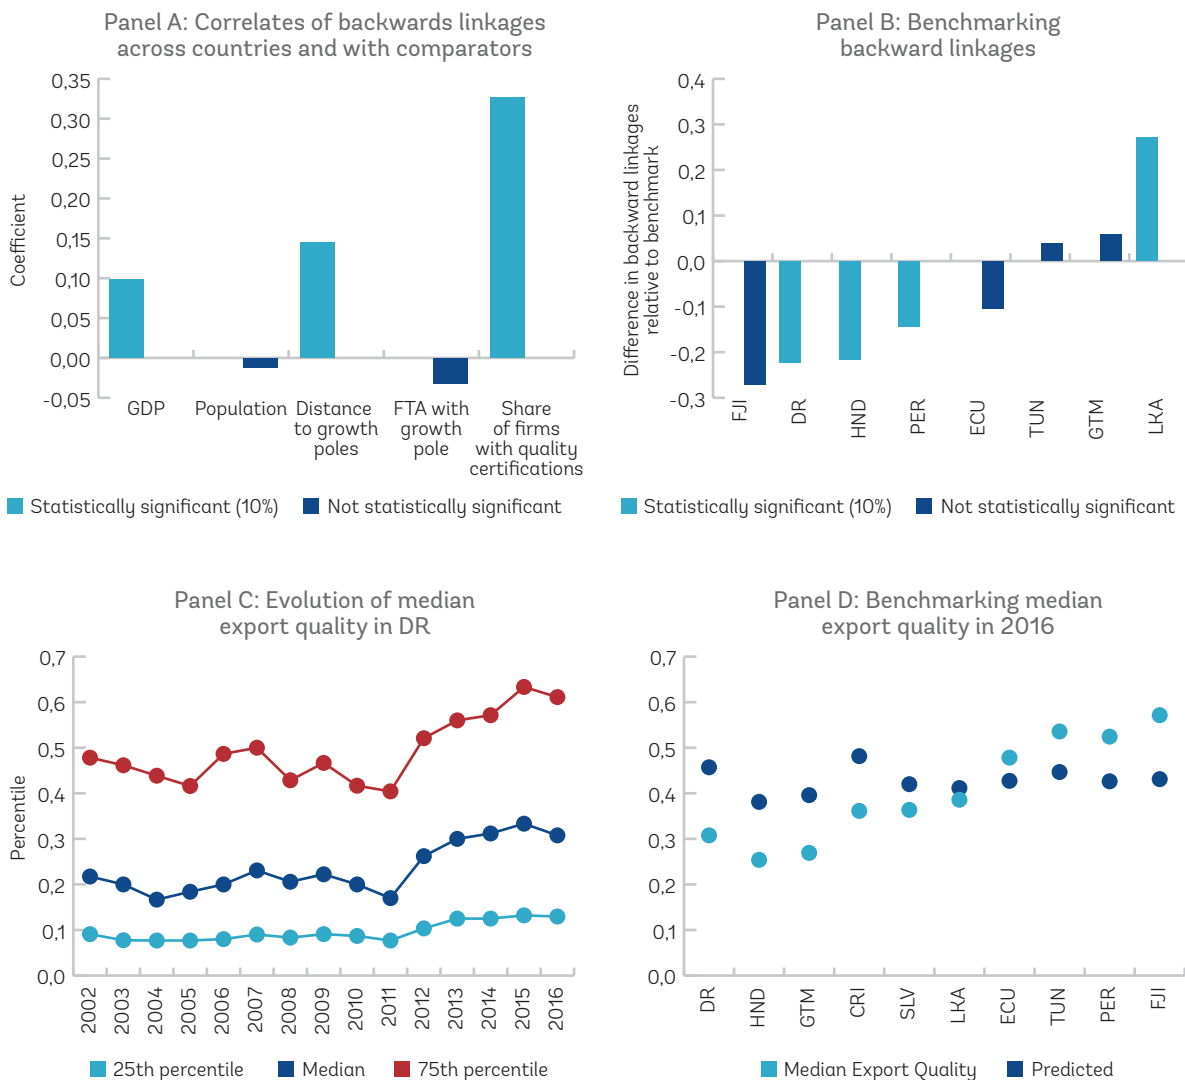 Panel A: Correlates of backwards linkages
across countries and with comparators
Coefficient
0,35
0,30
0,25
0,20
0,15
0,10
0,05
0,00
-0,05
GDP
Population
Distance
to growth
poles
FTA with
growth
pole
Share
of firms
with quality
certifications
Statistically significant (10%)
Not statistically significant
Panel B: Benchmarking
backward linkages
Difference in backward linkages
relative to benchmark
0,4
0,3
0,2
0,1
0,0
-0,1
-0,2
-0,3
FJI
DR
HND
PER
ECU
TUN
GTM
LKA
Statistically significant (10%)
Not statistically significant
Panel C: Evolution of median
export quality in DR
Percentile
0,7
0,6
0,5
0,4
0,3
0,2
0,1
0,0
2002
2003
2004
2005
2006
2007
2008
2009
2010
2011
2012
2013
2014
2015
2016
25th percentile
Median
75th percentile
Panel D: Benchmarking median
export quality in 2016
0,7
0,6
0,5
0,4
0,3
0,2
0,1
0,0
DR
HND
GTM
CRI
SLV
LKA
ECU
TUN
PER
FJI
Median Export Quality
Predicted